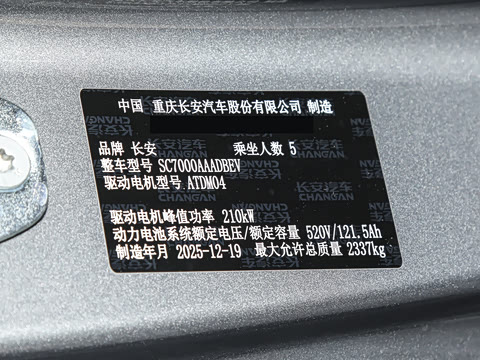 中国 重庆长安汽车股份有限公司 制造
品牌 长安 乘坐人数 5
整车型号 SC7000AAADBEV
驱动电机型号 ATDM04
驱动电机峰值功率 210kW
动力电池系统额定电压/额定容量 520V/121.5Ah
制造年月 2025-12-19 最大允许总质量 2337kg